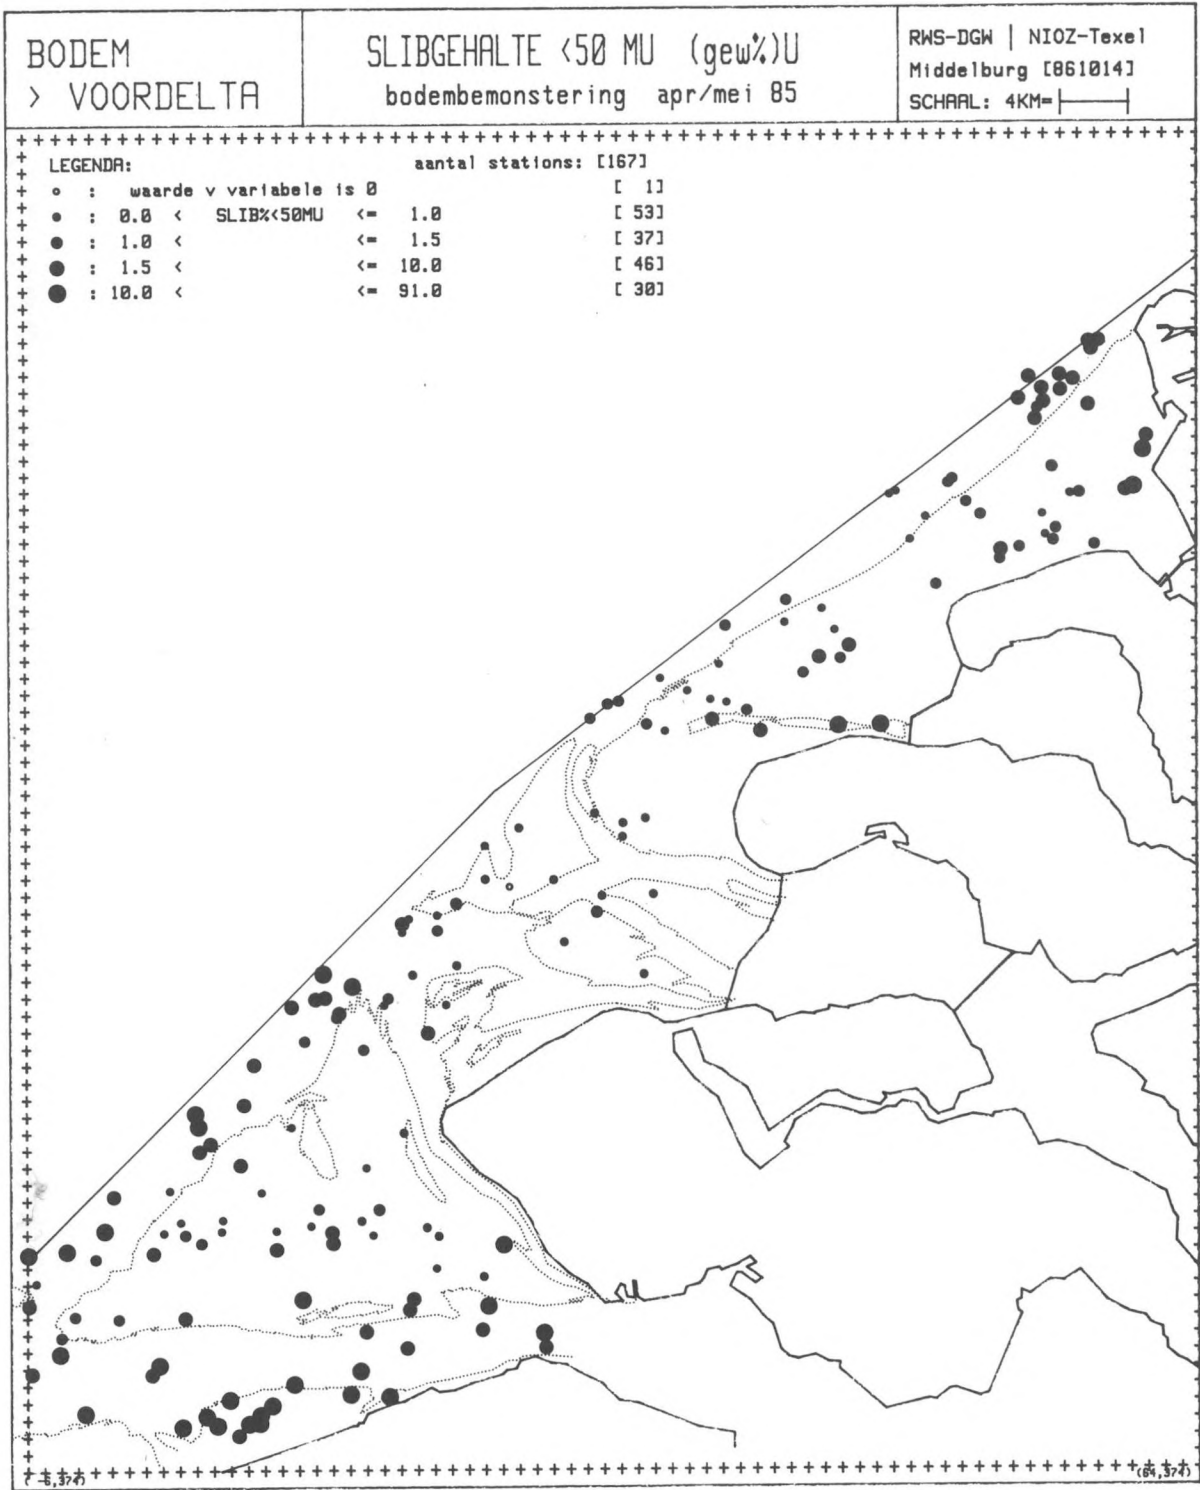 BODEM
> VOORDELTA
SLIBGEHALTE <50 MU (gew%)U
bodembemonstering apr/mei 85
RWS-DGW | NIOZ-Texel
Middelburg [861014]
SCHAAL: 4KM=
LEGENDA: aantal stations: [167]
: waarde v variabele is 0 [ 1]
: 0.0 < SLIB%<50MU <= 1.0 [ 53]
: 1.0 < <= 1.5 [ 37]
: 1.5 < <= 10.0 [ 46]
: 10.0 < <= 91.0 [ 30]
( -6,374)
(64,374)